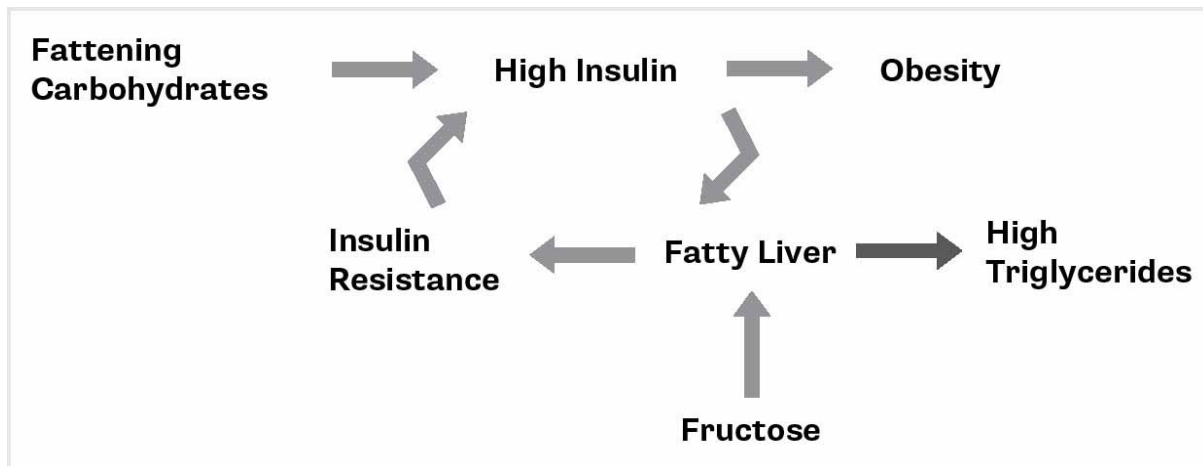 Fattening
Carbohydrates
High Insulin
Obesity
Insulin
Resistance
Fatty Liver
High
Triglycerides
Fructose